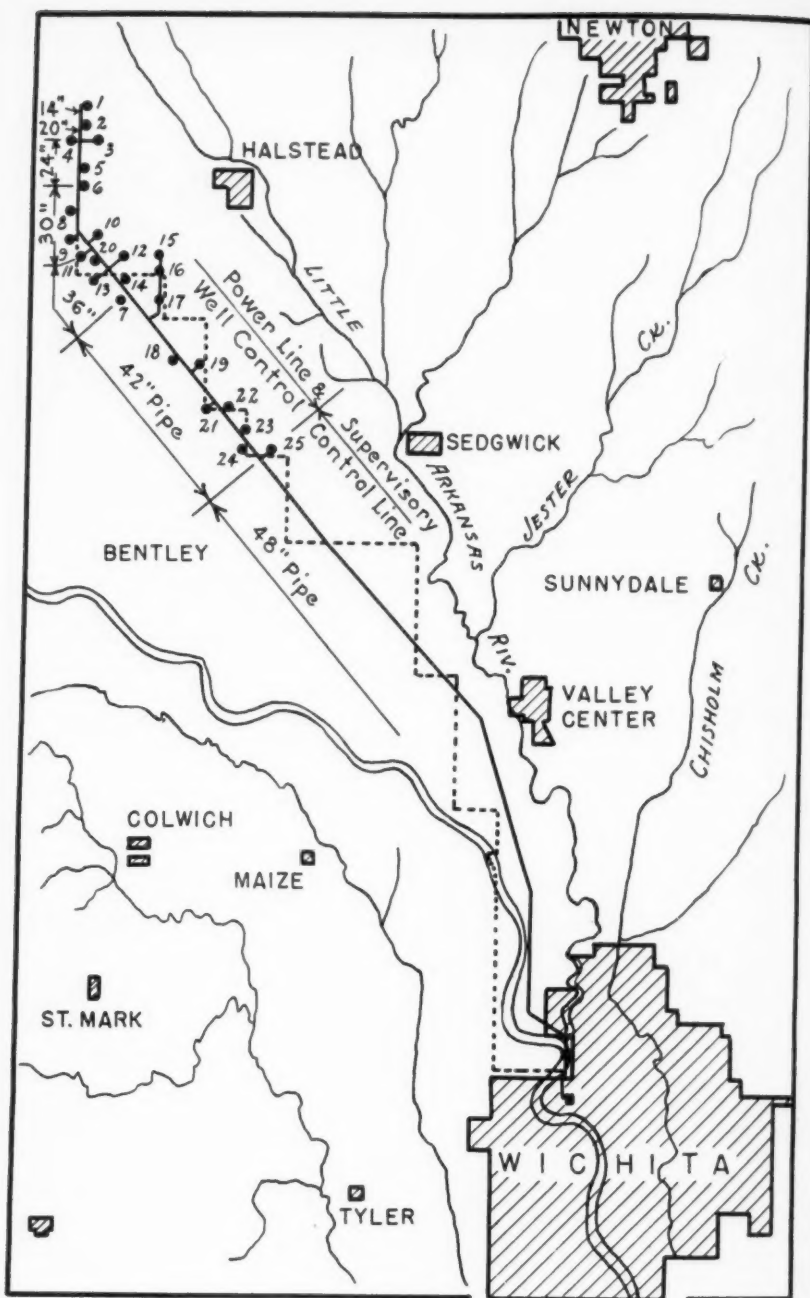 NEWTON
14"
1
20"
2
4
3
24"
5
6
HALSTEAD
30"
8
10
9
20
12
15
11
16
13
14
17
36"
7
LITTLE
Power Line &
Well Control
Supervisory
Control Line
18
19
42" Pipe
21
22
23
24
25
SEDGWICK
ARKANSAS
RIV.
JESTER
CK.
BENTLEY
48" Pipe
SUNNYDALE
CK.
CHISHOLM
VALLEY
CENTER
COLWICH
MAIZE
ST. MARK
WICHITA
TYLER